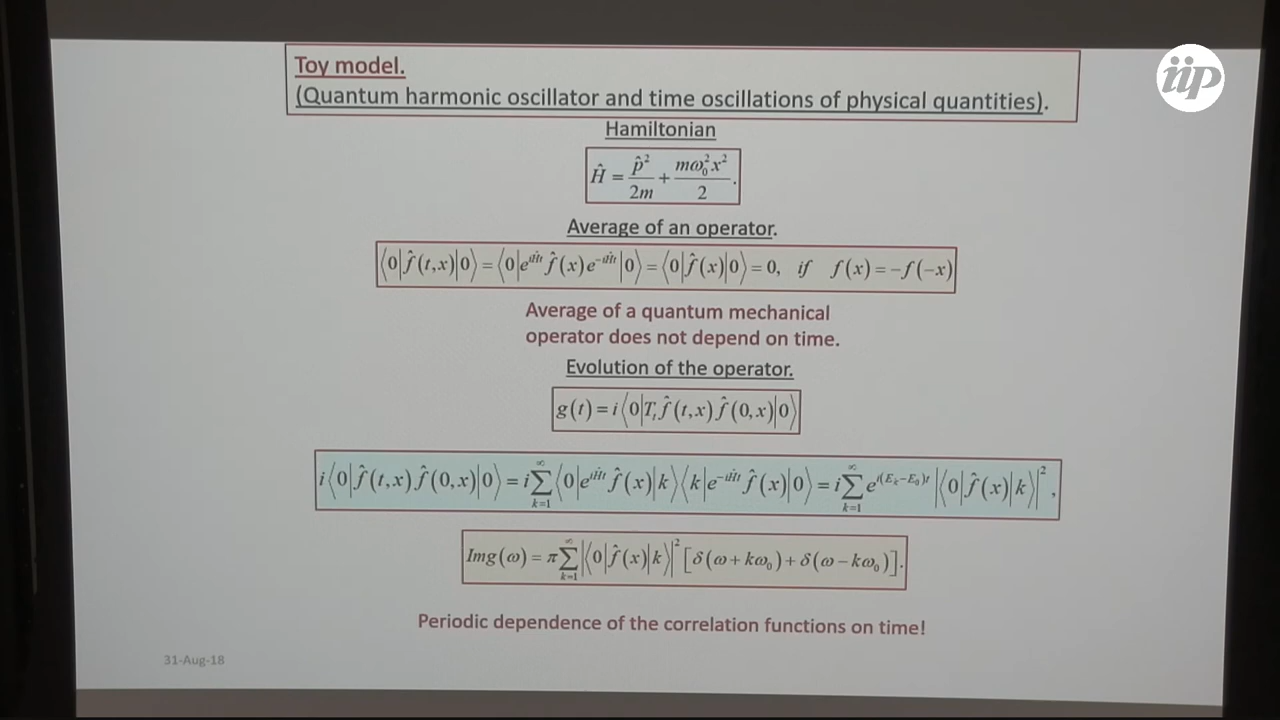 iip
Toy model.
(Quantum harmonic oscillator and time oscillations of physical quantities).
Hamiltonian
Ĥ = p̂²/2m + mω₀²x²/2.
Average of an operator.
⟨0|f̂(t,x)|0⟩ = ⟨0|e^{iĤt} f̂(x)e^{-iĤt}|0⟩ = ⟨0|f̂(x)|0⟩ = 0, if f(x) = −f(−x)
Average of a quantum mechanical
operator does not depend on time.
Evolution of the operator.
g(t) = i⟨0|T_t f̂(t,x) f̂(0,x)|0⟩
i⟨0|f̂(t,x) f̂(0,x)|0⟩ = i∑_{k=1}^{∞}⟨0|e^{iĤt} f̂(x)|k⟩⟨k|e^{-iĤt} f̂(x)|0⟩ = i∑_{k=1}^{∞} e^{i(E_k−E_0)t} |⟨0|f̂(x)|k⟩|²,
Img(ω) = π∑_{k=1}^{∞} |⟨0|f̂(x)|k⟩|² [δ(ω + kω₀) + δ(ω − kω₀)].
Periodic dependence of the correlation functions on time!
31-Aug-18